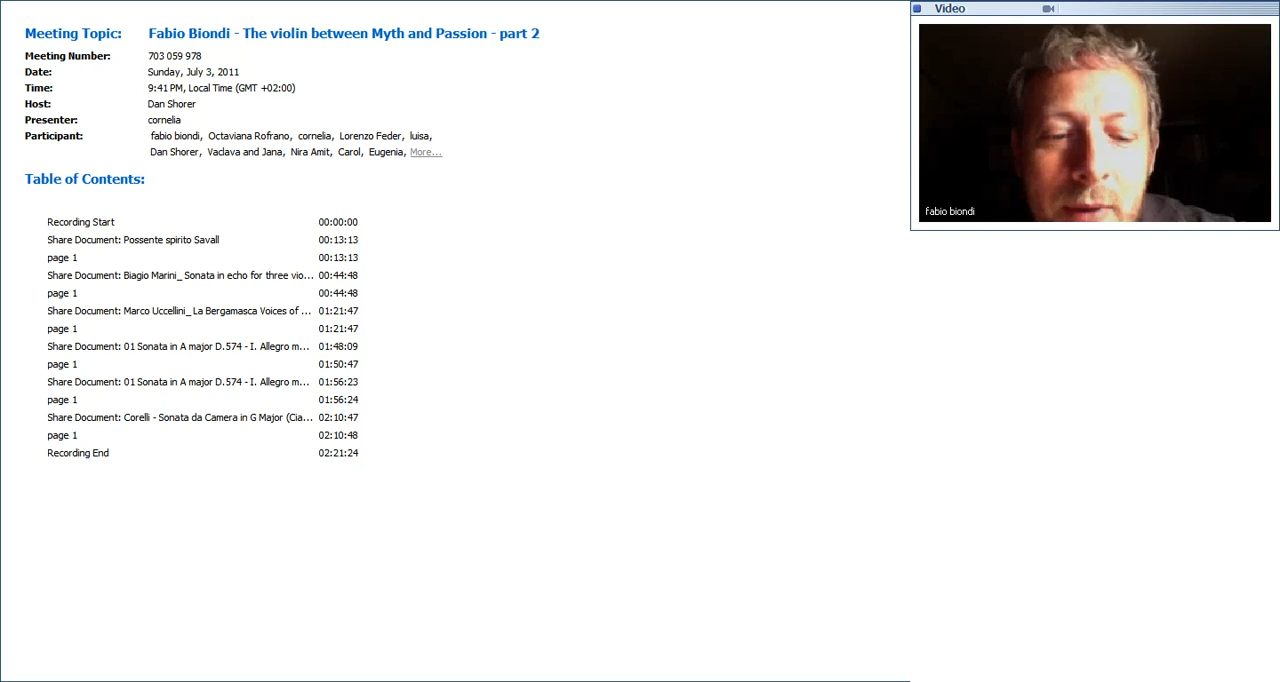 Meeting Topic: Fabio Biondi - The violin between Myth and Passion - part 2
Meeting Number: 703 059 978
Date: Sunday, July 3, 2011
Time: 9:41 PM, Local Time (GMT +02:00)
Host: Dan Shorer
Presenter: cornelia
Participant: fabio biondi, Octaviana Rofrano, cornelia, Lorenzo Feder, luisa,
Dan Shorer, Vaclava and Jana, Nira Amit, Carol, Eugenia, More...
Table of Contents:
Recording Start 00:00:00
Share Document: Possente spirito Savall 00:13:13
page 1 00:13:13
Share Document: Biagio Marini_ Sonata in echo for three vio... 00:44:48
page 1 00:44:48
Share Document: Marco Uccellini_ La Bergamasca Voices of ... 01:21:47
page 1 01:21:47
Share Document: 01 Sonata in A major D.574 - I. Allegro m... 01:48:09
page 1 01:50:47
Share Document: 01 Sonata in A major D.574 - I. Allegro m... 01:56:23
page 1 01:56:24
Share Document: Corelli - Sonata da Camera in G Major (Cia... 02:10:47
page 1 02:10:48
Recording End 02:21:24
Video
fabio biondi